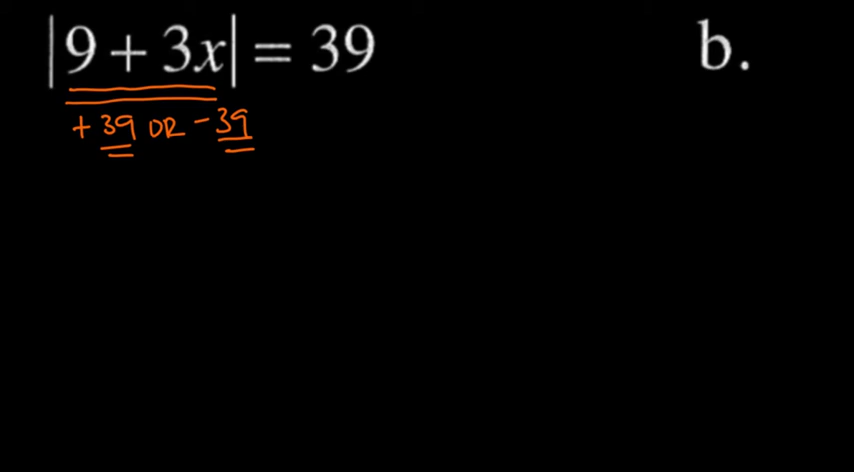 |9 + 3x| = 39 b.
+ 39 OR - 39